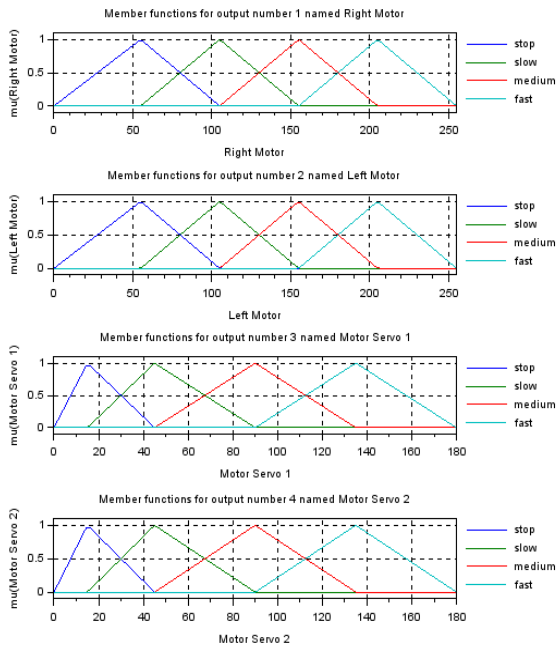 Member functions for output number 1 named Right Motor
mu(Right Motor)
1
0.5
0
0 50 100 150 200 250
Right Motor
stop
slow
medium
fast
Member functions for output number 2 named Left Motor
mu(Left Motor)
1
0.5
0
0 50 100 150 200 250
Left Motor
stop
slow
medium
fast
Member functions for output number 3 named Motor Servo 1
mu(Motor Servo 1)
1
0.5
0
0 20 40 60 80 100 120 140 160 180
Motor Servo 1
stop
slow
medium
fast
Member functions for output number 4 named Motor Servo 2
mu(Motor Servo 2)
1
0.5
0
0 20 40 60 80 100 120 140 160 180
Motor Servo 2
stop
slow
medium
fast